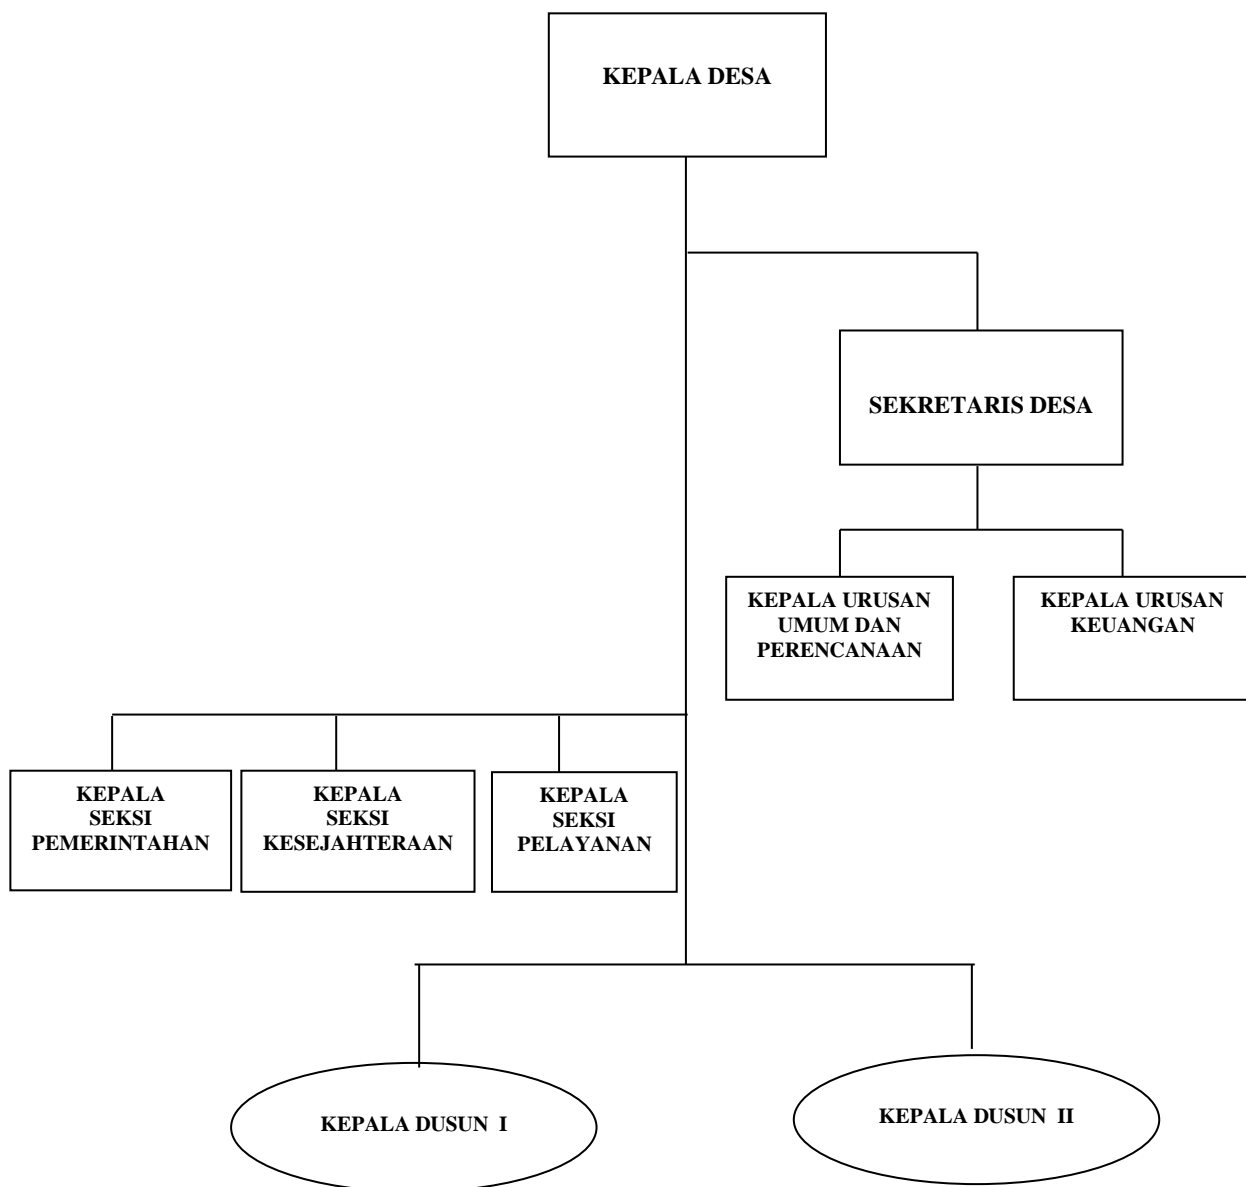 KEPALA DESA
SEKRETARIS DESA
KEPALA URUSAN
UMUM DAN
PERENCANAAN
KEPALA URUSAN
KEUANGAN
KEPALA
SEKSI
PEMERINTAHAN
KEPALA
SEKSI
KESEJAHTERAAN
KEPALA
SEKSI
PELAYANAN
KEPALA DUSUN  I
KEPALA DUSUN  II